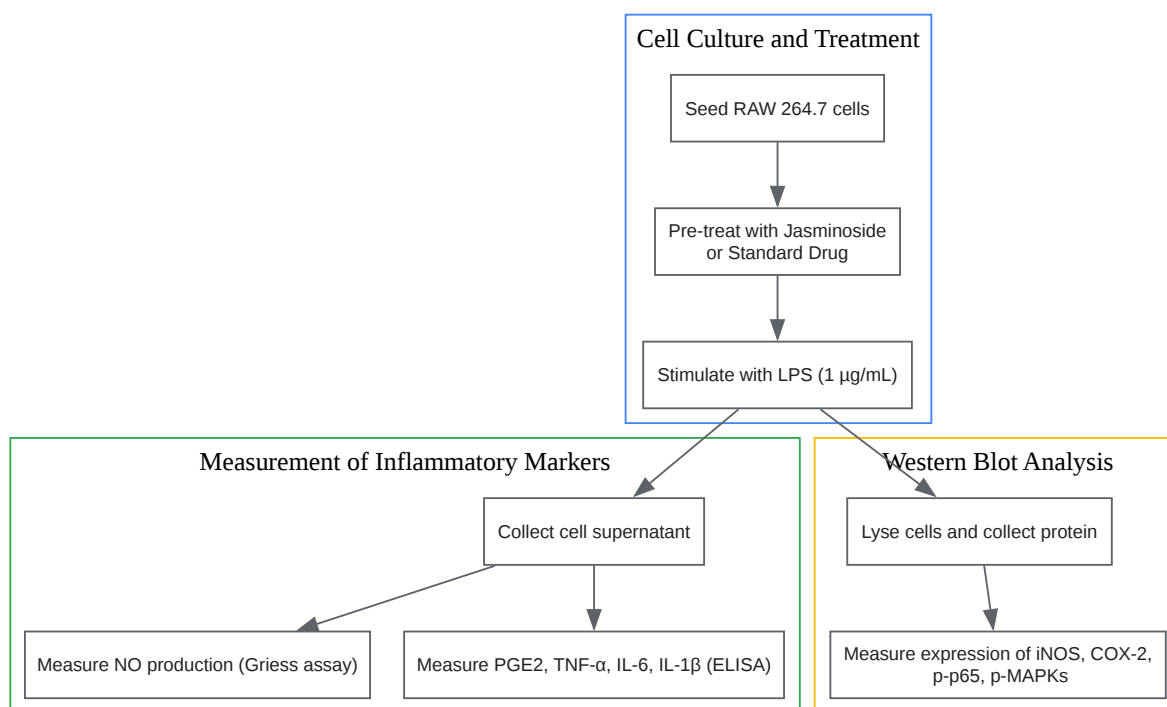 Cell Culture and Treatment
Seed RAW 264.7 cells
Pre-treat with Jasminoside
or Standard Drug
Stimulate with LPS (1 µg/mL)
Measurement of Inflammatory Markers
Collect cell supernatant
Measure NO production (Griess assay)
Measure PGE2, TNF-α, IL-6, IL-1β (ELISA)
Western Blot Analysis
Lyse cells and collect protein
Measure expression of iNOS, COX-2,
p-p65, p-MAPKs